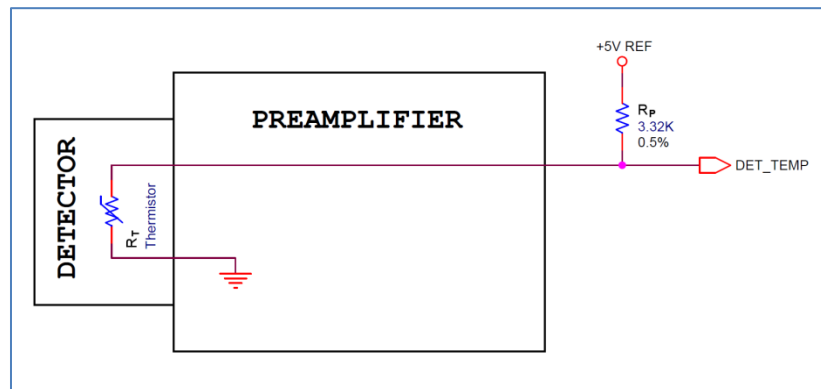 +5V REF
PREAMPLIFIER
RP
3.32K
0.5%
DET_TEMP
DETECTOR
RT
Thermistor